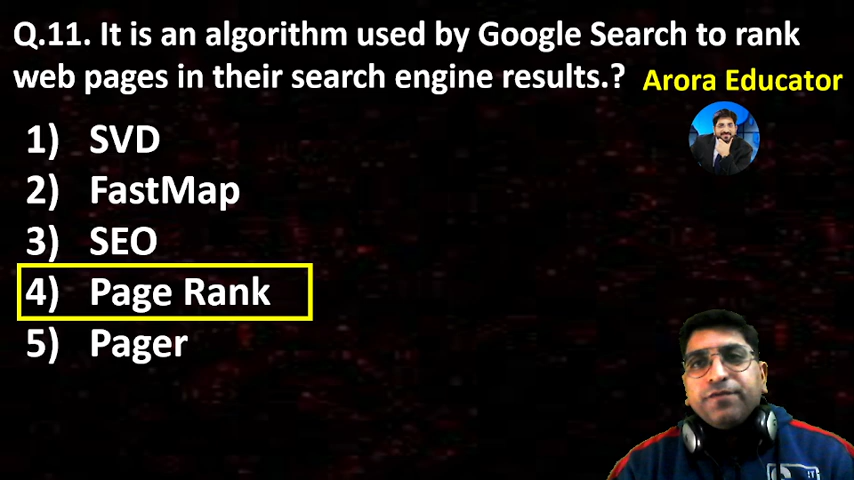 Q.11. It is an algorithm used by Google Search to rank
web pages in their search engine results.? Arora Educator
1) SVD
2) FastMap
3) SEO
4) Page Rank
5) Pager